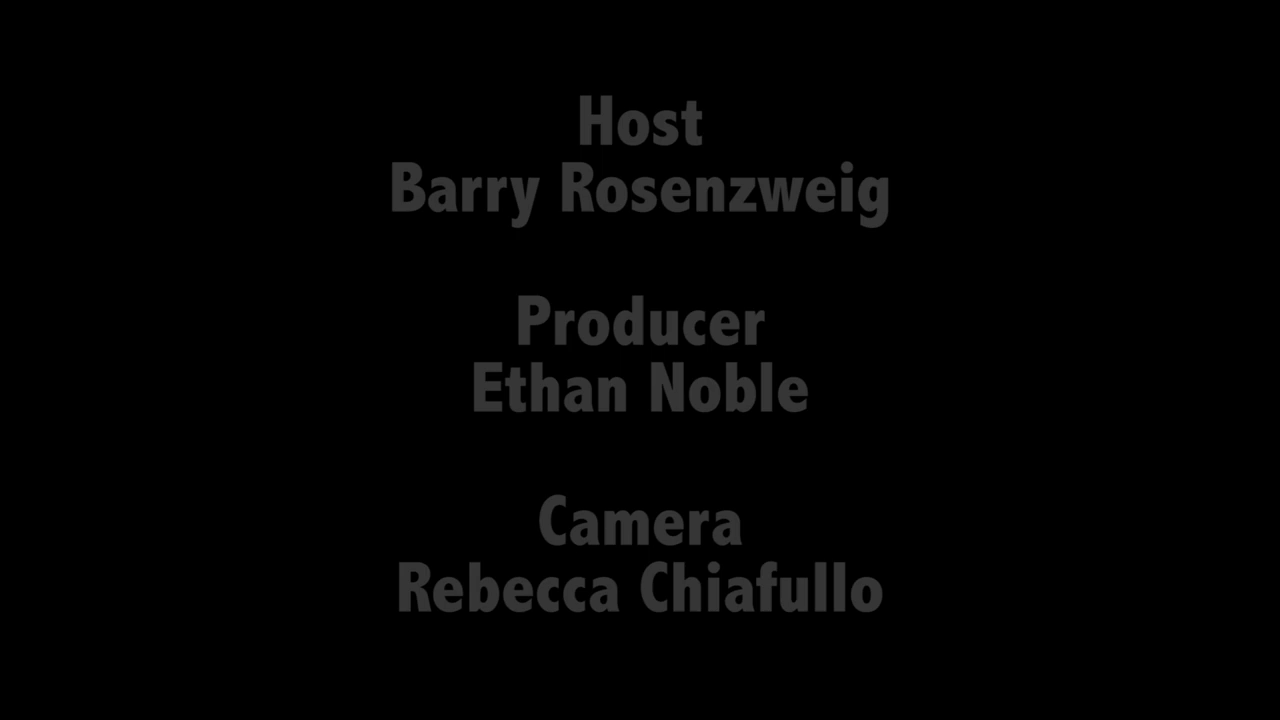 Host
Barry Rosenzweig
Producer
Ethan Noble
Camera
Rebecca Chiafullo